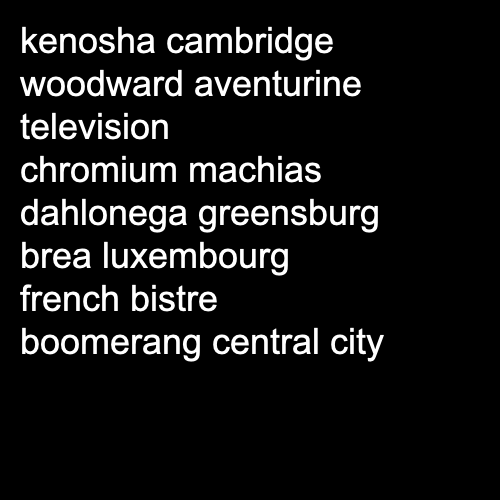 kenosha cambridge
woodward aventurine
television
chromium machias
dahlonega greensburg
brea luxembourg
french bistre
boomerang central city